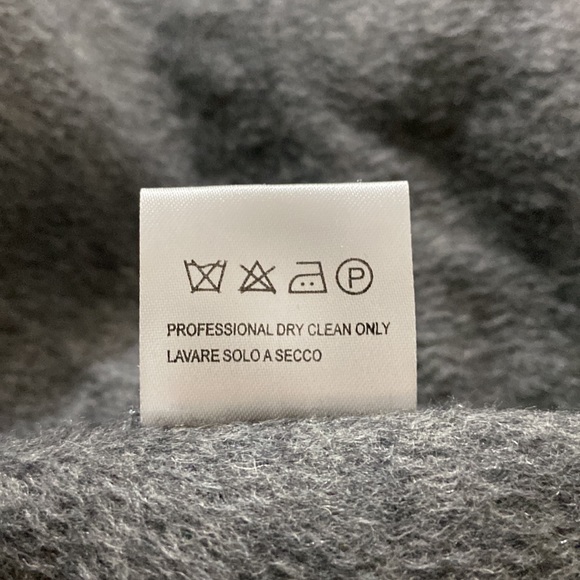 P
PROFESSIONAL DRY CLEAN ONLY
LAVARE SOLO A SECCO